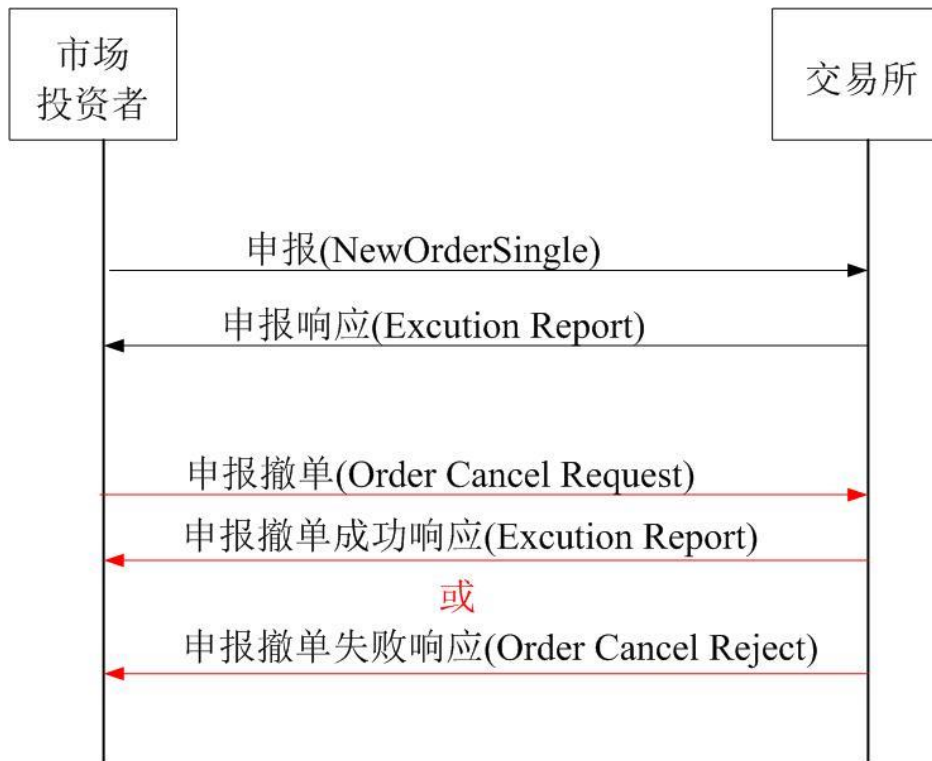 市场
投资者
交易所
申报(NewOrderSingle)
申报响应(Excution Report)
申报撤单(Order Cancel Request)
申报撤单成功响应(Excution Report)
或
申报撤单失败响应(Order Cancel Reject)